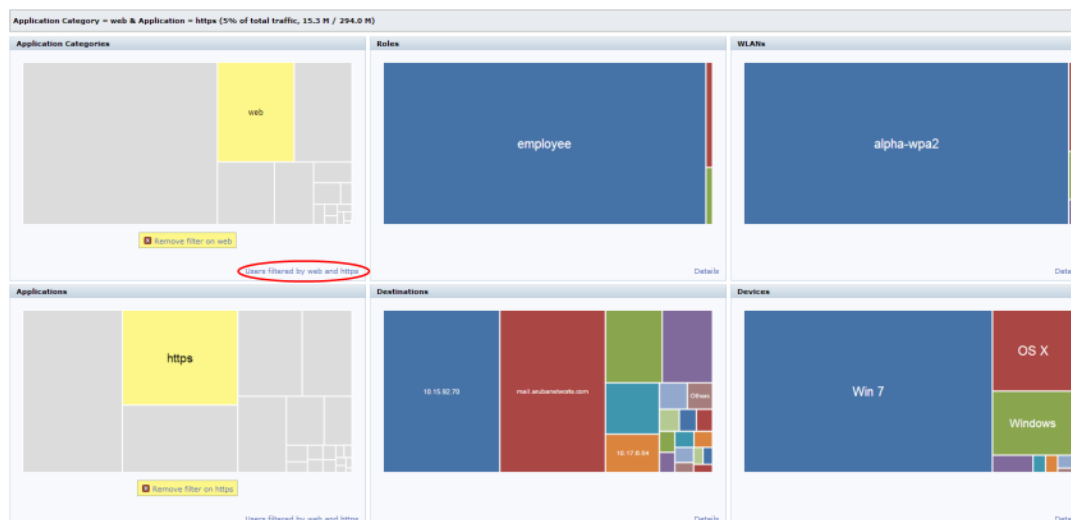 Application Category = web & Application = https (5% of total traffic, 15.3 M / 294.0 M)
Application Categories
Roles
WLANs
web
employee
alpha-wpa2
Remove filter on web
Users filtered by web and https
Details
Deta
Applications
Destinations
Devices
https
10.15.92.70
mail.arubanetworks.com
Others
10.17.6.84
Win 7
OS X
Windows
Remove filter on https
Users filtered by web and https
Details
Deta